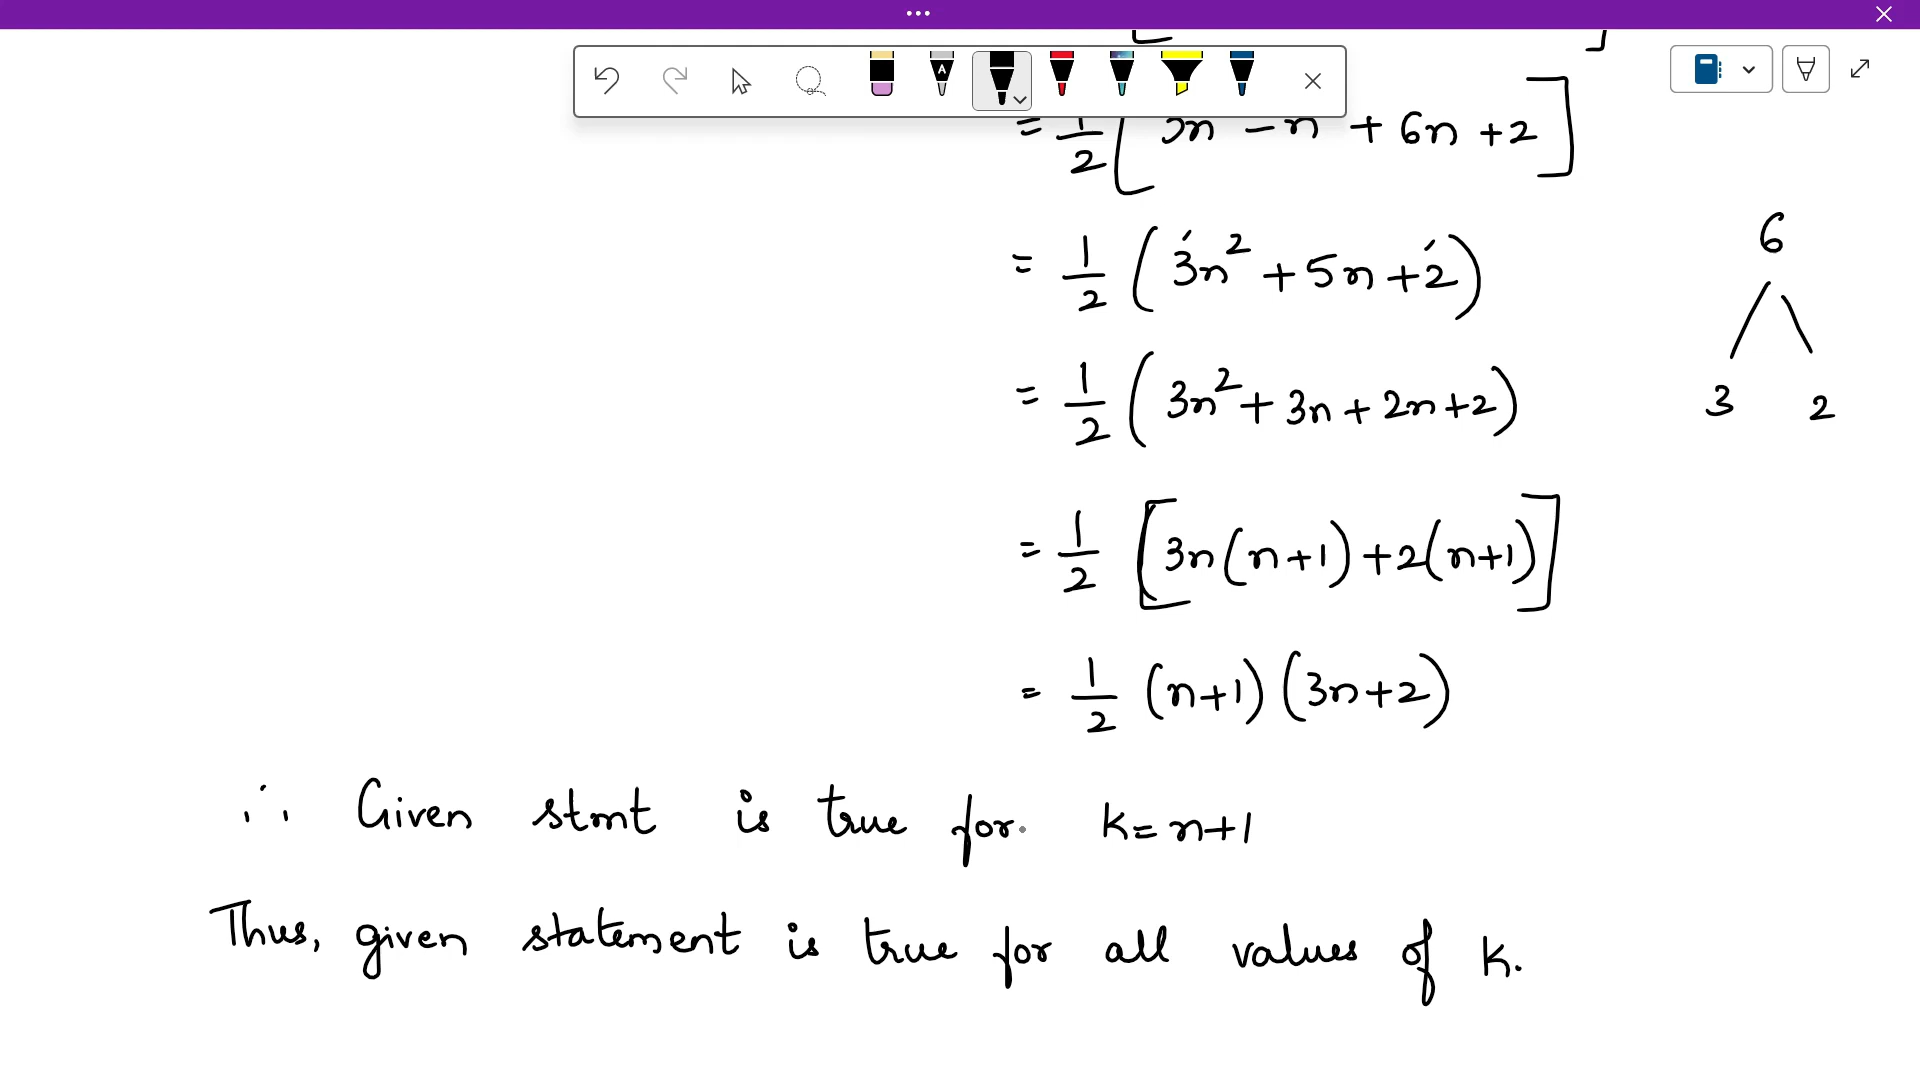 = 1/2 [ 3n - n + 6n + 2 ]
= 1/2 ( 3n² + 5n + 2 )
6
= 1/2 ( 3n² + 3n + 2n + 2 )
3 2
= 1/2 [ 3n(n+1) + 2(n+1) ]
= 1/2 (n+1) (3n+2)
∴ Given stmt is true for k = n+1
Thus, given statement is true for all values of k.